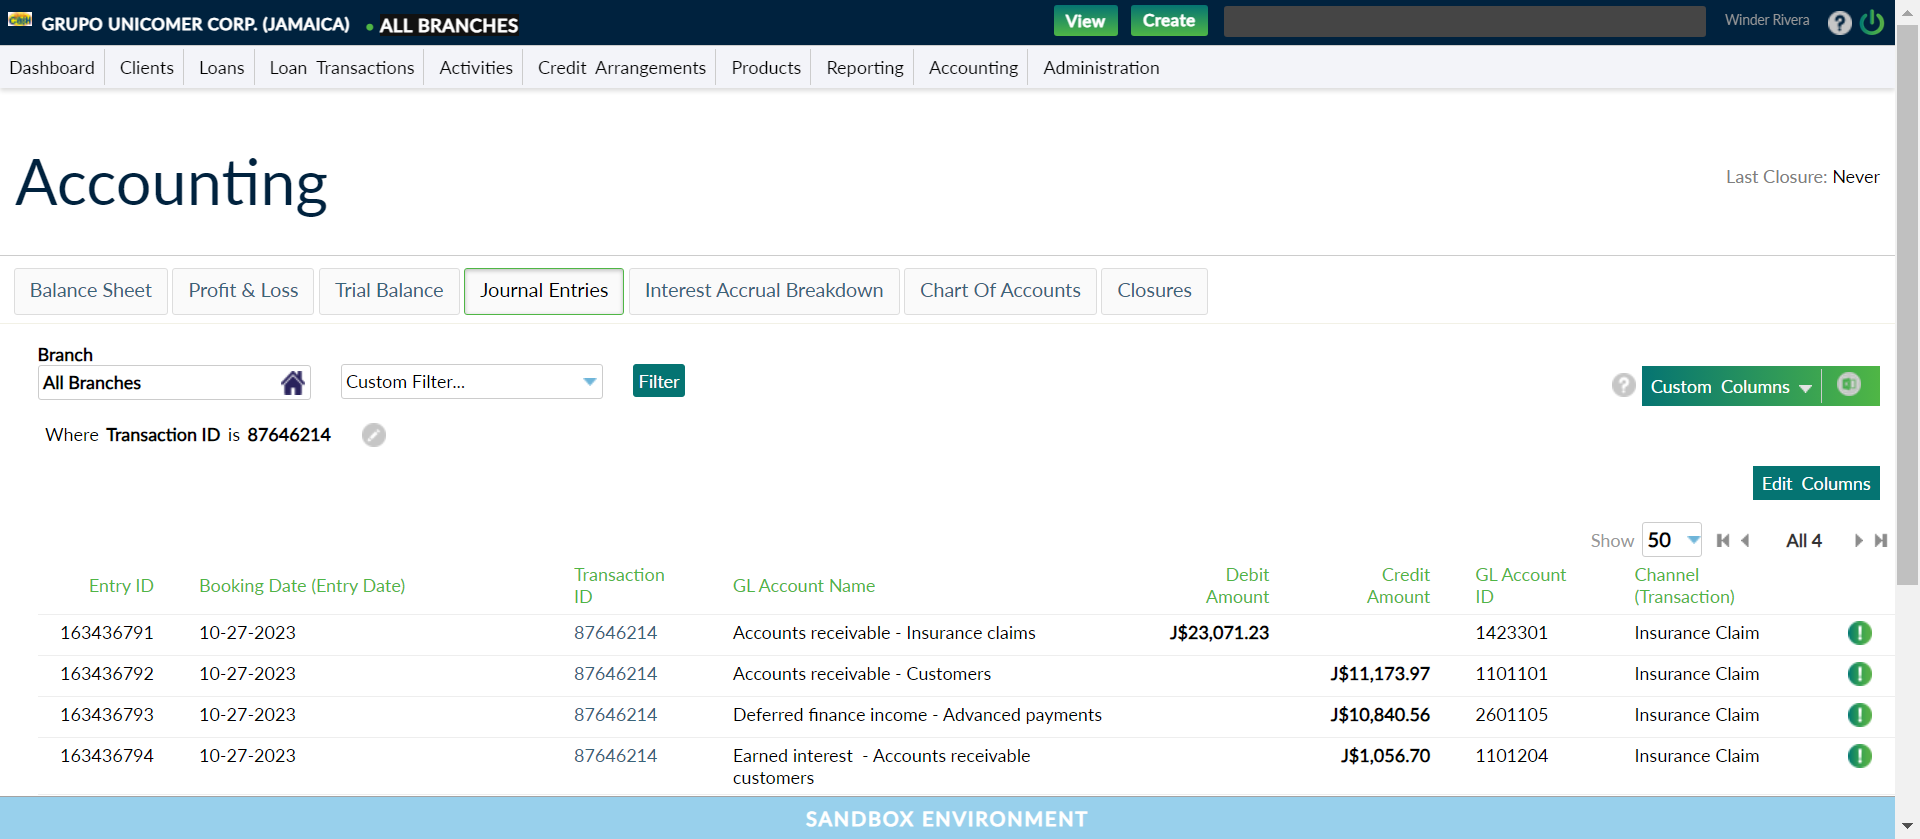 Cash GRUPO UNICOMER CORP. (JAMAICA) • ALL BRANCHES View Create Winder Rivera ?
Dashboard Clients Loans Loan Transactions Activities Credit Arrangements Products Reporting Accounting Administration
Accounting
Last Closure: Never
Balance Sheet Profit & Loss Trial Balance Journal Entries Interest Accrual Breakdown Chart Of Accounts Closures
Branch
All Branches Custom Filter... Filter ? Custom Columns
Where Transaction ID is 87646214
Edit Columns
Show 50 All 4
Entry ID Booking Date (Entry Date) Transaction ID GL Account Name Debit Amount Credit Amount GL Account ID Channel (Transaction)
163436791 10-27-2023 87646214 Accounts receivable - Insurance claims J$23,071.23 1423301 Insurance Claim
163436792 10-27-2023 87646214 Accounts receivable - Customers J$11,173.97 1101101 Insurance Claim
163436793 10-27-2023 87646214 Deferred finance income - Advanced payments J$10,840.56 2601105 Insurance Claim
163436794 10-27-2023 87646214 Earned interest - Accounts receivable customers J$1,056.70 1101204 Insurance Claim
SANDBOX ENVIRONMENT